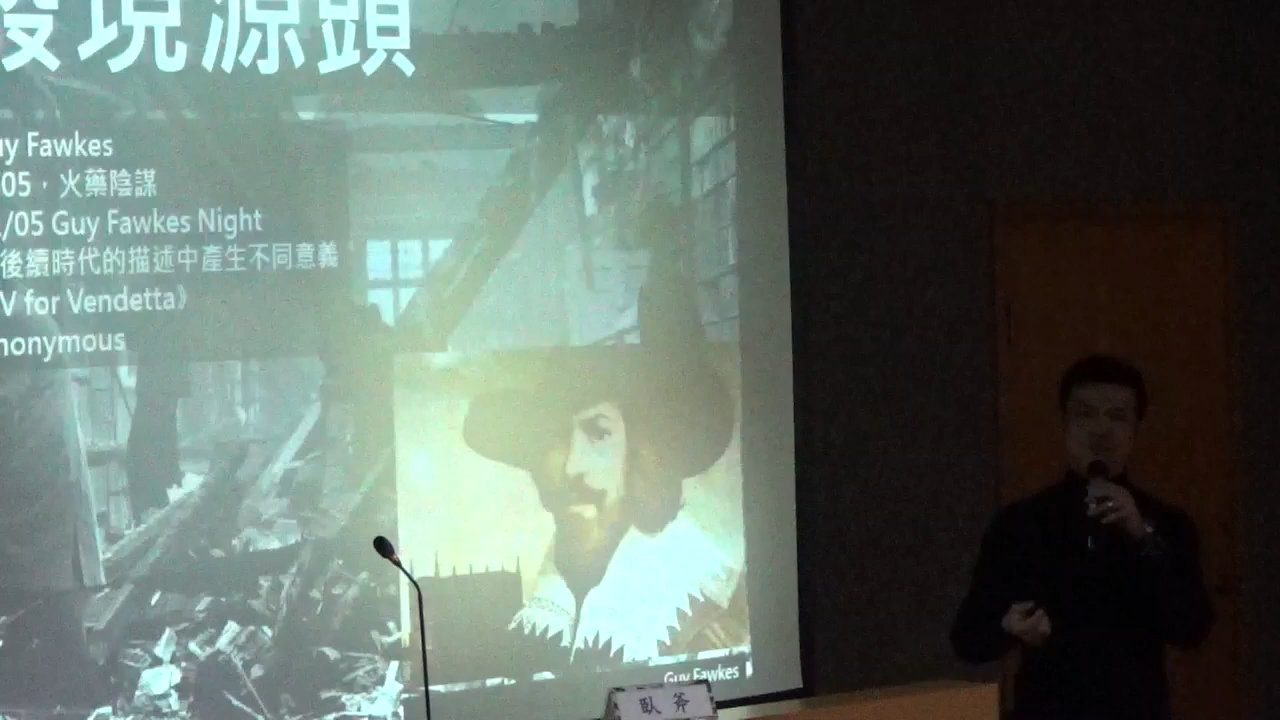 發現源頭
uy Fawkes
05，火藥陰謀
/05 Guy Fawkes Night
後續時代的描述中產生不同意義
V for Vendetta》
nonymous
Guy Fawkes
臥斧